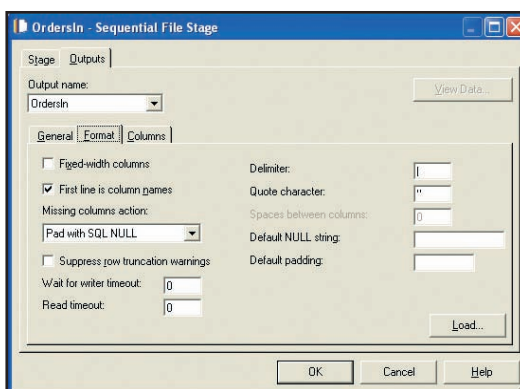 OrdersIn - Sequential File Stage
Stage Outputs
Output name:
OrdersIn
View Data...
General Format Columns
Fixed-width columns
First line is column names
Missing columns action:
Pad with SQL NULL
Suppress row truncation warnings
Wait for writer timeout: 0
Read timeout: 0
Delimiter: |
Quote character: "
Spaces between columns: 0
Default NULL string:
Default padding:
Load...
OK Cancel Help